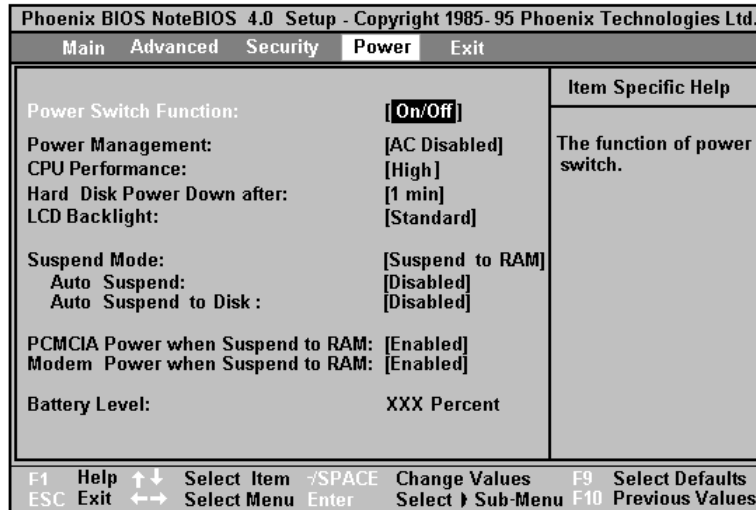 Phoenix BIOS NoteBIOS 4.0 Setup - Copyright 1985-95 Phoenix Technologies Ltd.
Main Advanced Security Power Exit
Item Specific Help
Power Switch Function: [On/Off]
The function of power
switch.
Power Management: [AC Disabled]
CPU Performance: [High]
Hard Disk Power Down after: [1 min]
LCD Backlight: [Standard]
Suspend Mode: [Suspend to RAM]
Auto Suspend: [Disabled]
Auto Suspend to Disk : [Disabled]
PCMCIA Power when Suspend to RAM: [Enabled]
Modem Power when Suspend to RAM: [Enabled]
Battery Level: XXX Percent
F1 Help ↑↓ Select Item -/SPACE Change Values F9 Select Defaults
ESC Exit ←→ Select Menu Enter Select ▶ Sub-Menu F10 Previous Values